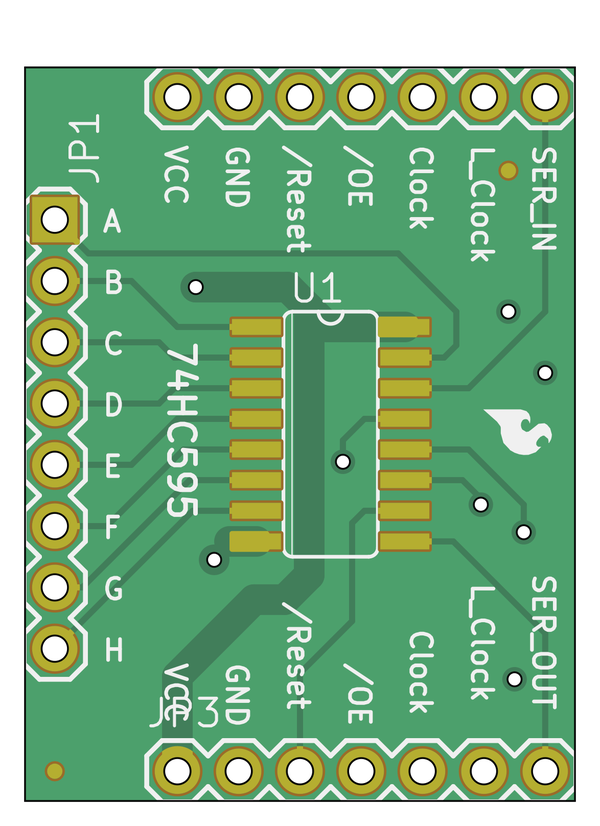 VCC
GND
/Reset
/OE
Clock
L_Clock
SER_IN
JP1
A
B
C
D
E
F
G
H
U1
74HC595
VCC
GND
/Reset
/OE
Clock
L_Clock
SER_OUT
JP3